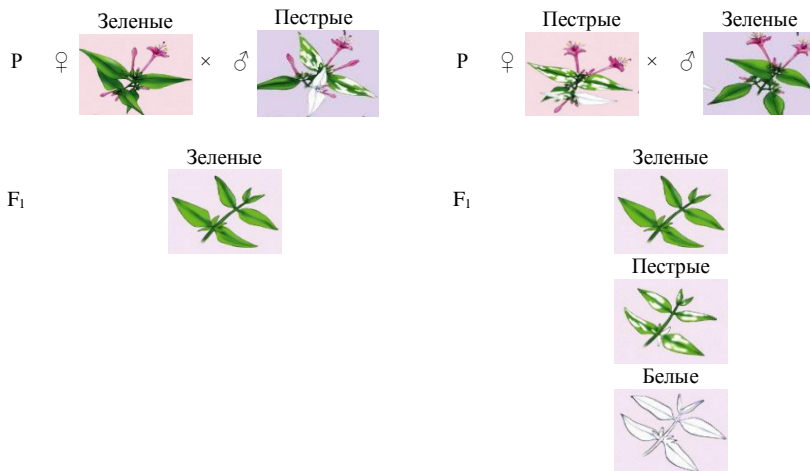 Зеленые
Пестрые
P ♀ × ♂
Зеленые
F₁
Пестрые
Зеленые
P ♀ × ♂
Зеленые
F₁
Пестрые
Белые